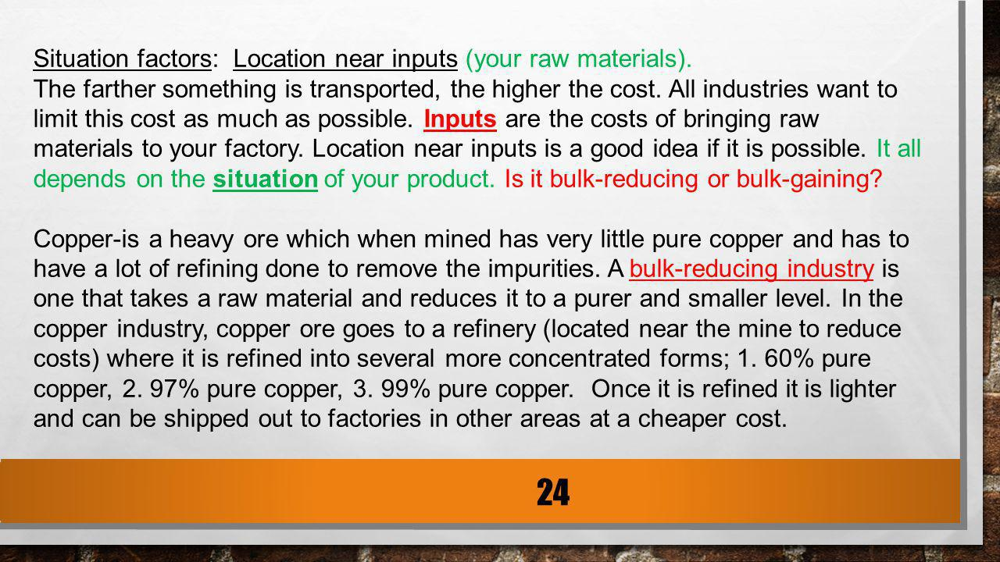 Situation factors:  Location near inputs (your raw materials).
The farther something is transported, the higher the cost. All industries want to
limit this cost as much as possible.  Inputs are the costs of bringing raw
materials to your factory. Location near inputs is a good idea if it is possible. It all
depends on the situation of your product. Is it bulk-reducing or bulk-gaining?
Copper-is a heavy ore which when mined has very little pure copper and has to
have a lot of refining done to remove the impurities. A bulk-reducing industry is
one that takes a raw material and reduces it to a purer and smaller level. In the
copper industry, copper ore goes to a refinery (located near the mine to reduce
costs) where it is refined into several more concentrated forms; 1. 60% pure
copper, 2. 97% pure copper, 3. 99% pure copper.  Once it is refined it is lighter
and can be shipped out to factories in other areas at a cheaper cost.
24